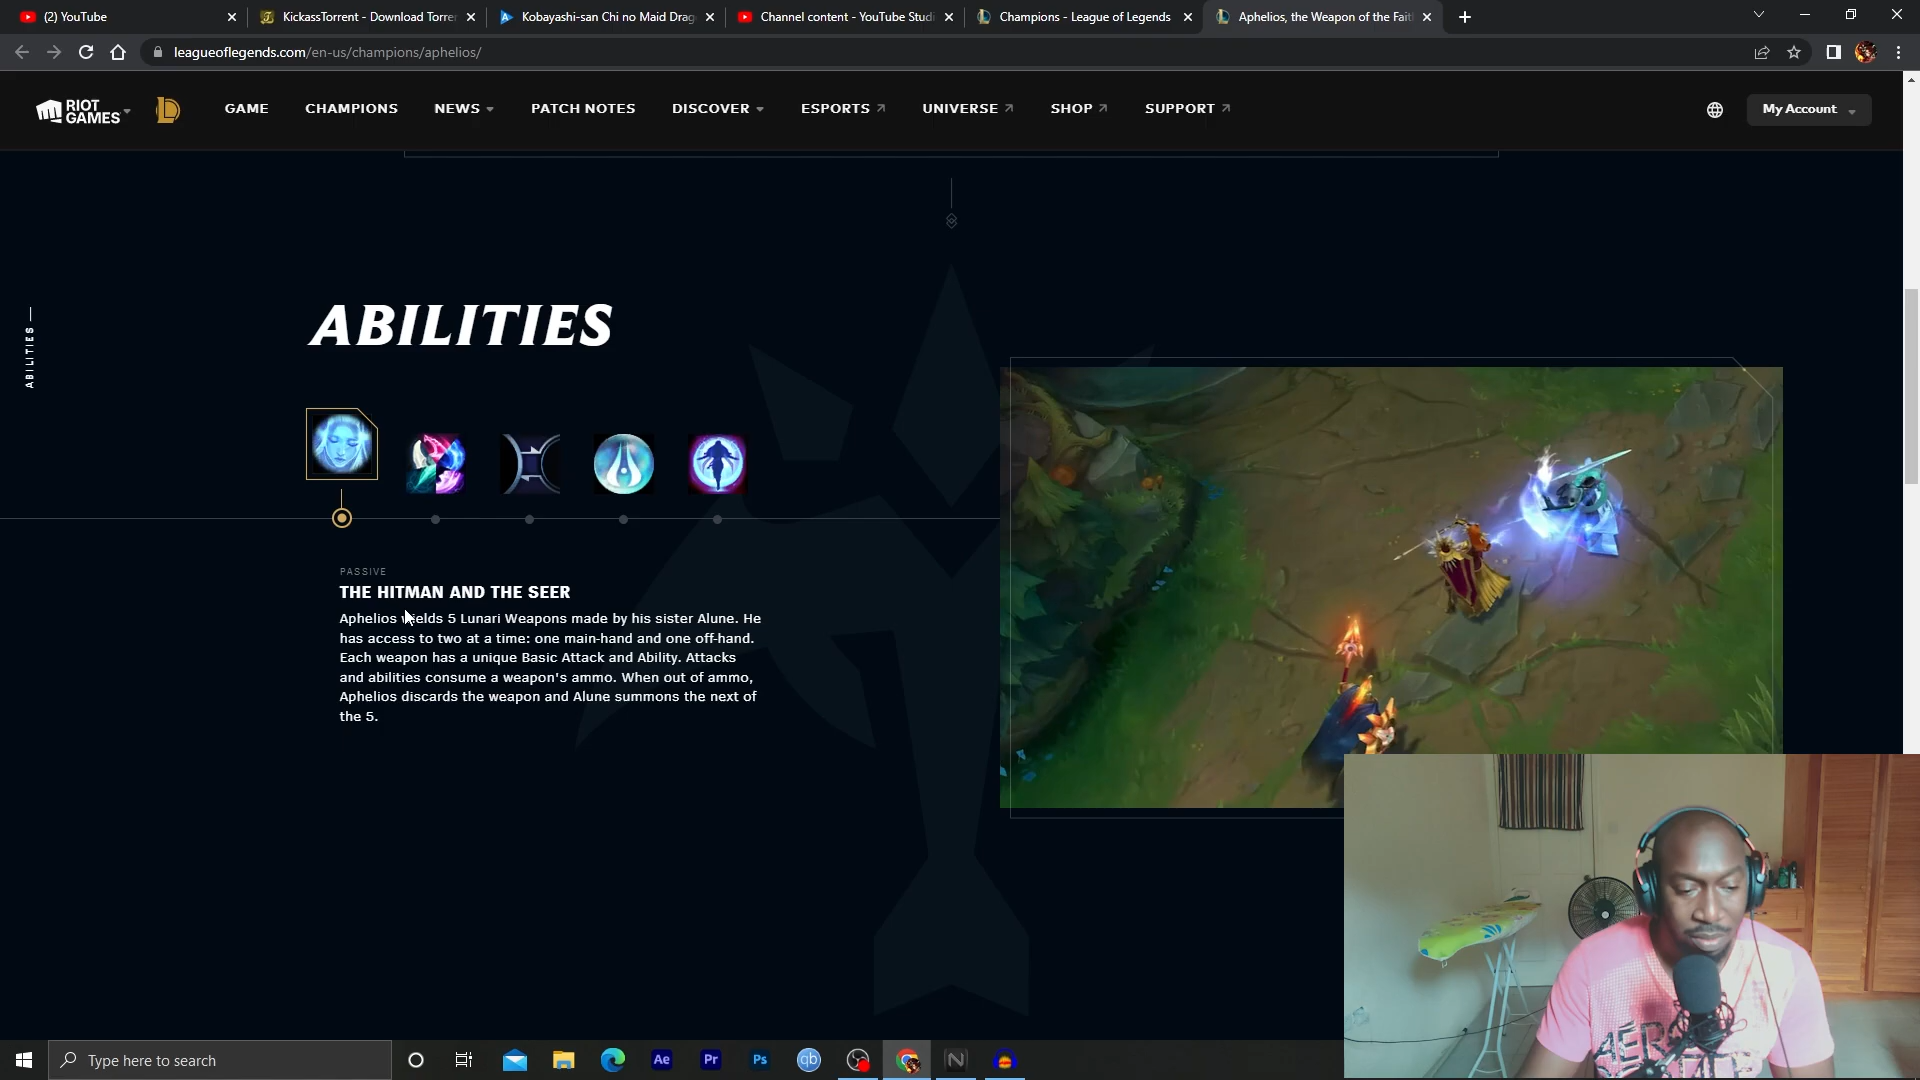 (2) YouTube
KickassTorrent - Download Torren
Kobayashi-san Chi no Maid Drag
Channel content - YouTube Studi
Champions - League of Legends
Aphelios, the Weapon of the Fait
leagueoflegends.com/en-us/champions/aphelios/
RIOT
GAMES
GAME
CHAMPIONS
NEWS
PATCH NOTES
DISCOVER
ESPORTS
UNIVERSE
SHOP
SUPPORT
My Account
ABILITIES
ABILITIES
PASSIVE
THE HITMAN AND THE SEER
Aphelios wields 5 Lunari Weapons made by his sister Alune. He
has access to two at a time: one main-hand and one off-hand.
Each weapon has a unique Basic Attack and Ability. Attacks
and abilities consume a weapon's ammo. When out of ammo,
Aphelios discards the weapon and Alune summons the next of
the 5.
Type here to search
Ae
Pr
Ps
qb
N